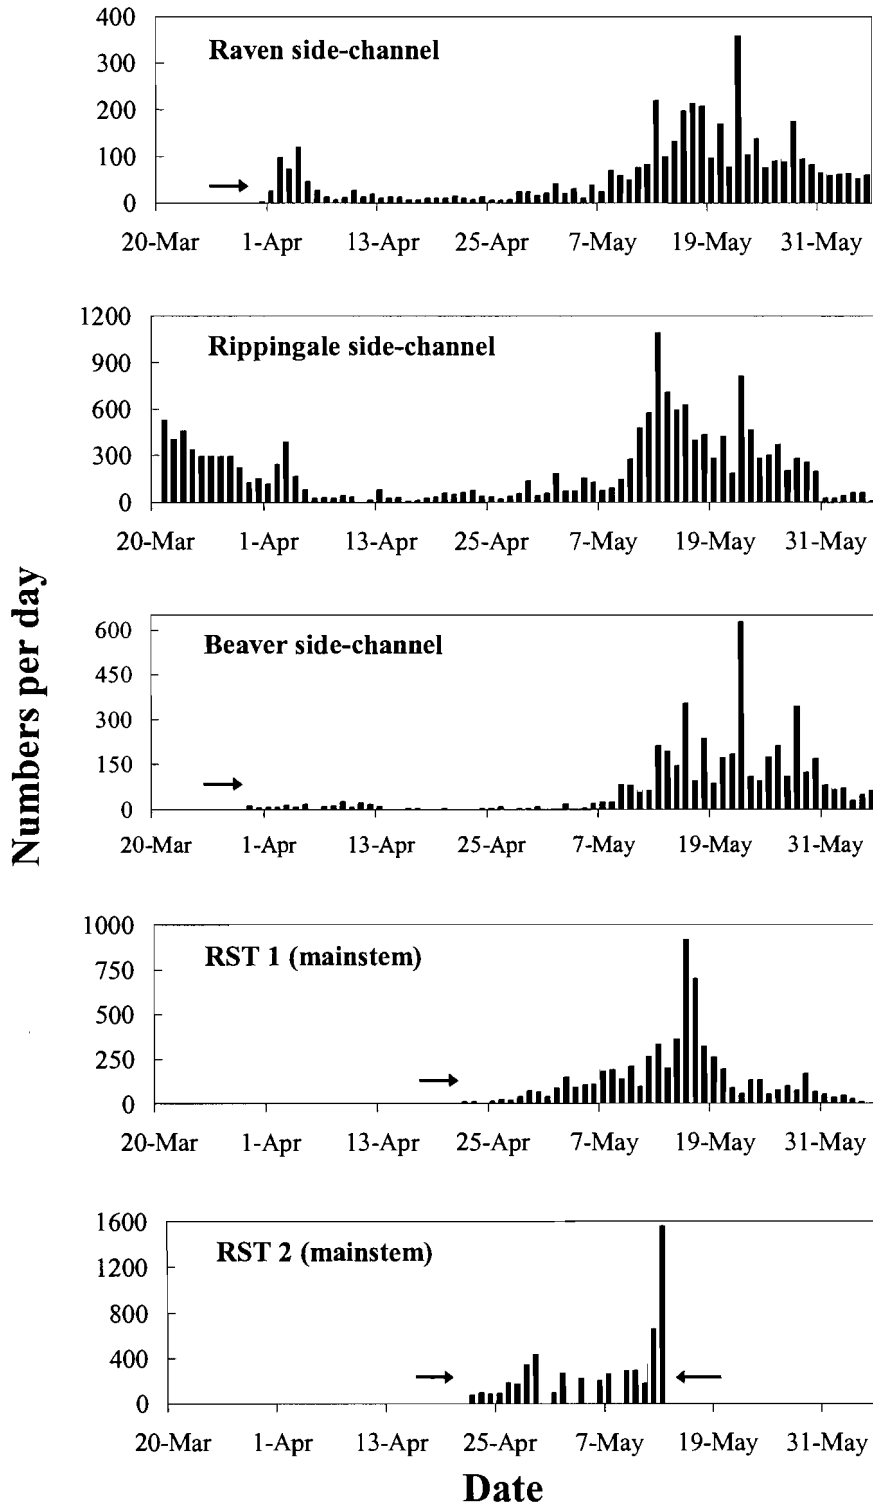 400
Raven side-channel
300
200
100
0
20-Mar 1-Apr 13-Apr 25-Apr 7-May 19-May 31-May
1200
Rippingale side-channel
900
600
300
0
20-Mar 1-Apr 13-Apr 25-Apr 7-May 19-May 31-May
600
Beaver side-channel
450
300
150
0
20-Mar 1-Apr 13-Apr 25-Apr 7-May 19-May 31-May
Numbers per day
1000
RST 1 (mainstem)
750
500
250
0
20-Mar 1-Apr 13-Apr 25-Apr 7-May 19-May 31-May
1600
RST 2 (mainstem)
1200
800
400
0
20-Mar 1-Apr 13-Apr 25-Apr 7-May 19-May 31-May
Date